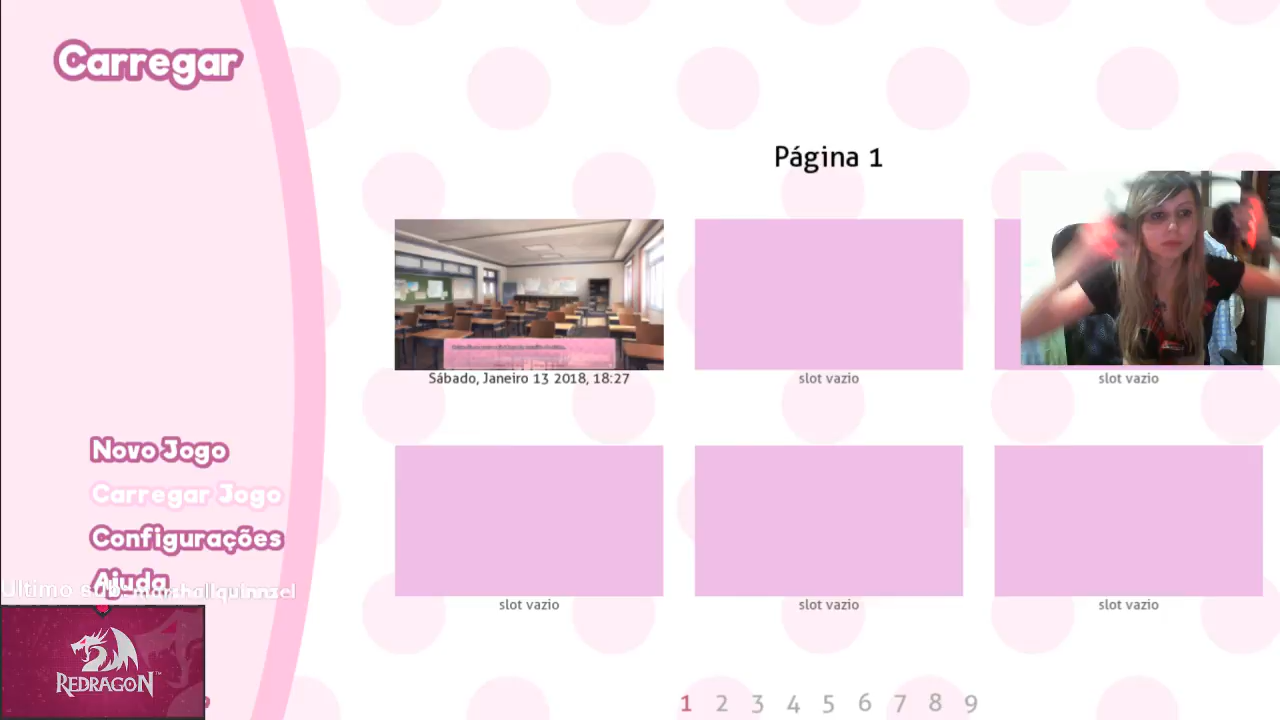 Carregar
Página 1
Sábado, Janeiro 13 2018, 18:27
slot vazio
slot vazio
Novo Jogo
Carregar Jogo
Configurações
Ajuda
Ultimo sub: marshallquinnzel
slot vazio
slot vazio
slot vazio
REDRAGON
1 2 3 4 5 6 7 8 9